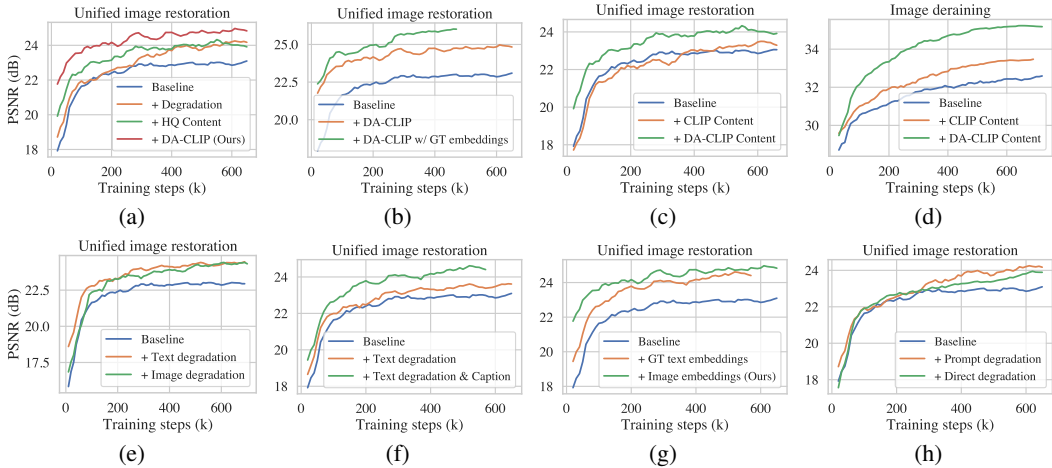 Unified image restoration
PSNR (dB)
24
22
20
18
Baseline
+ Degradation
+ HQ Content
+ DA-CLIP (Ours)
0 200 400 600
Training steps (k)
(a)
Unified image restoration
25.0
22.5
20.0
Baseline
+ DA-CLIP
+ DA-CLIP w/ GT embeddings
0 200 400 600
Training steps (k)
(b)
Unified image restoration
24
22
20
18
Baseline
+ CLIP Content
+ DA-CLIP Content
0 200 400 600
Training steps (k)
(c)
Image deraining
34
32
30
Baseline
+ CLIP Content
+ DA-CLIP Content
0 200 400 600
Training steps (k)
(d)
Unified image restoration
PSNR (dB)
22.5
20.0
17.5
Baseline
+ Text degradation
+ Image degradation
0 200 400 600
Training steps (k)
(e)
Unified image restoration
24
22
20
18
Baseline
+ Text degradation
+ Text degradation & Caption
0 200 400 600
Training steps (k)
(f)
Unified image restoration
24
22
20
18
Baseline
+ GT text embeddings
+ Image embeddings (Ours)
0 200 400 600
Training steps (k)
(g)
Unified image restoration
24
22
20
18
Baseline
+ Prompt degradation
+ Direct degradation
0 200 400 600
Training steps (k)
(h)